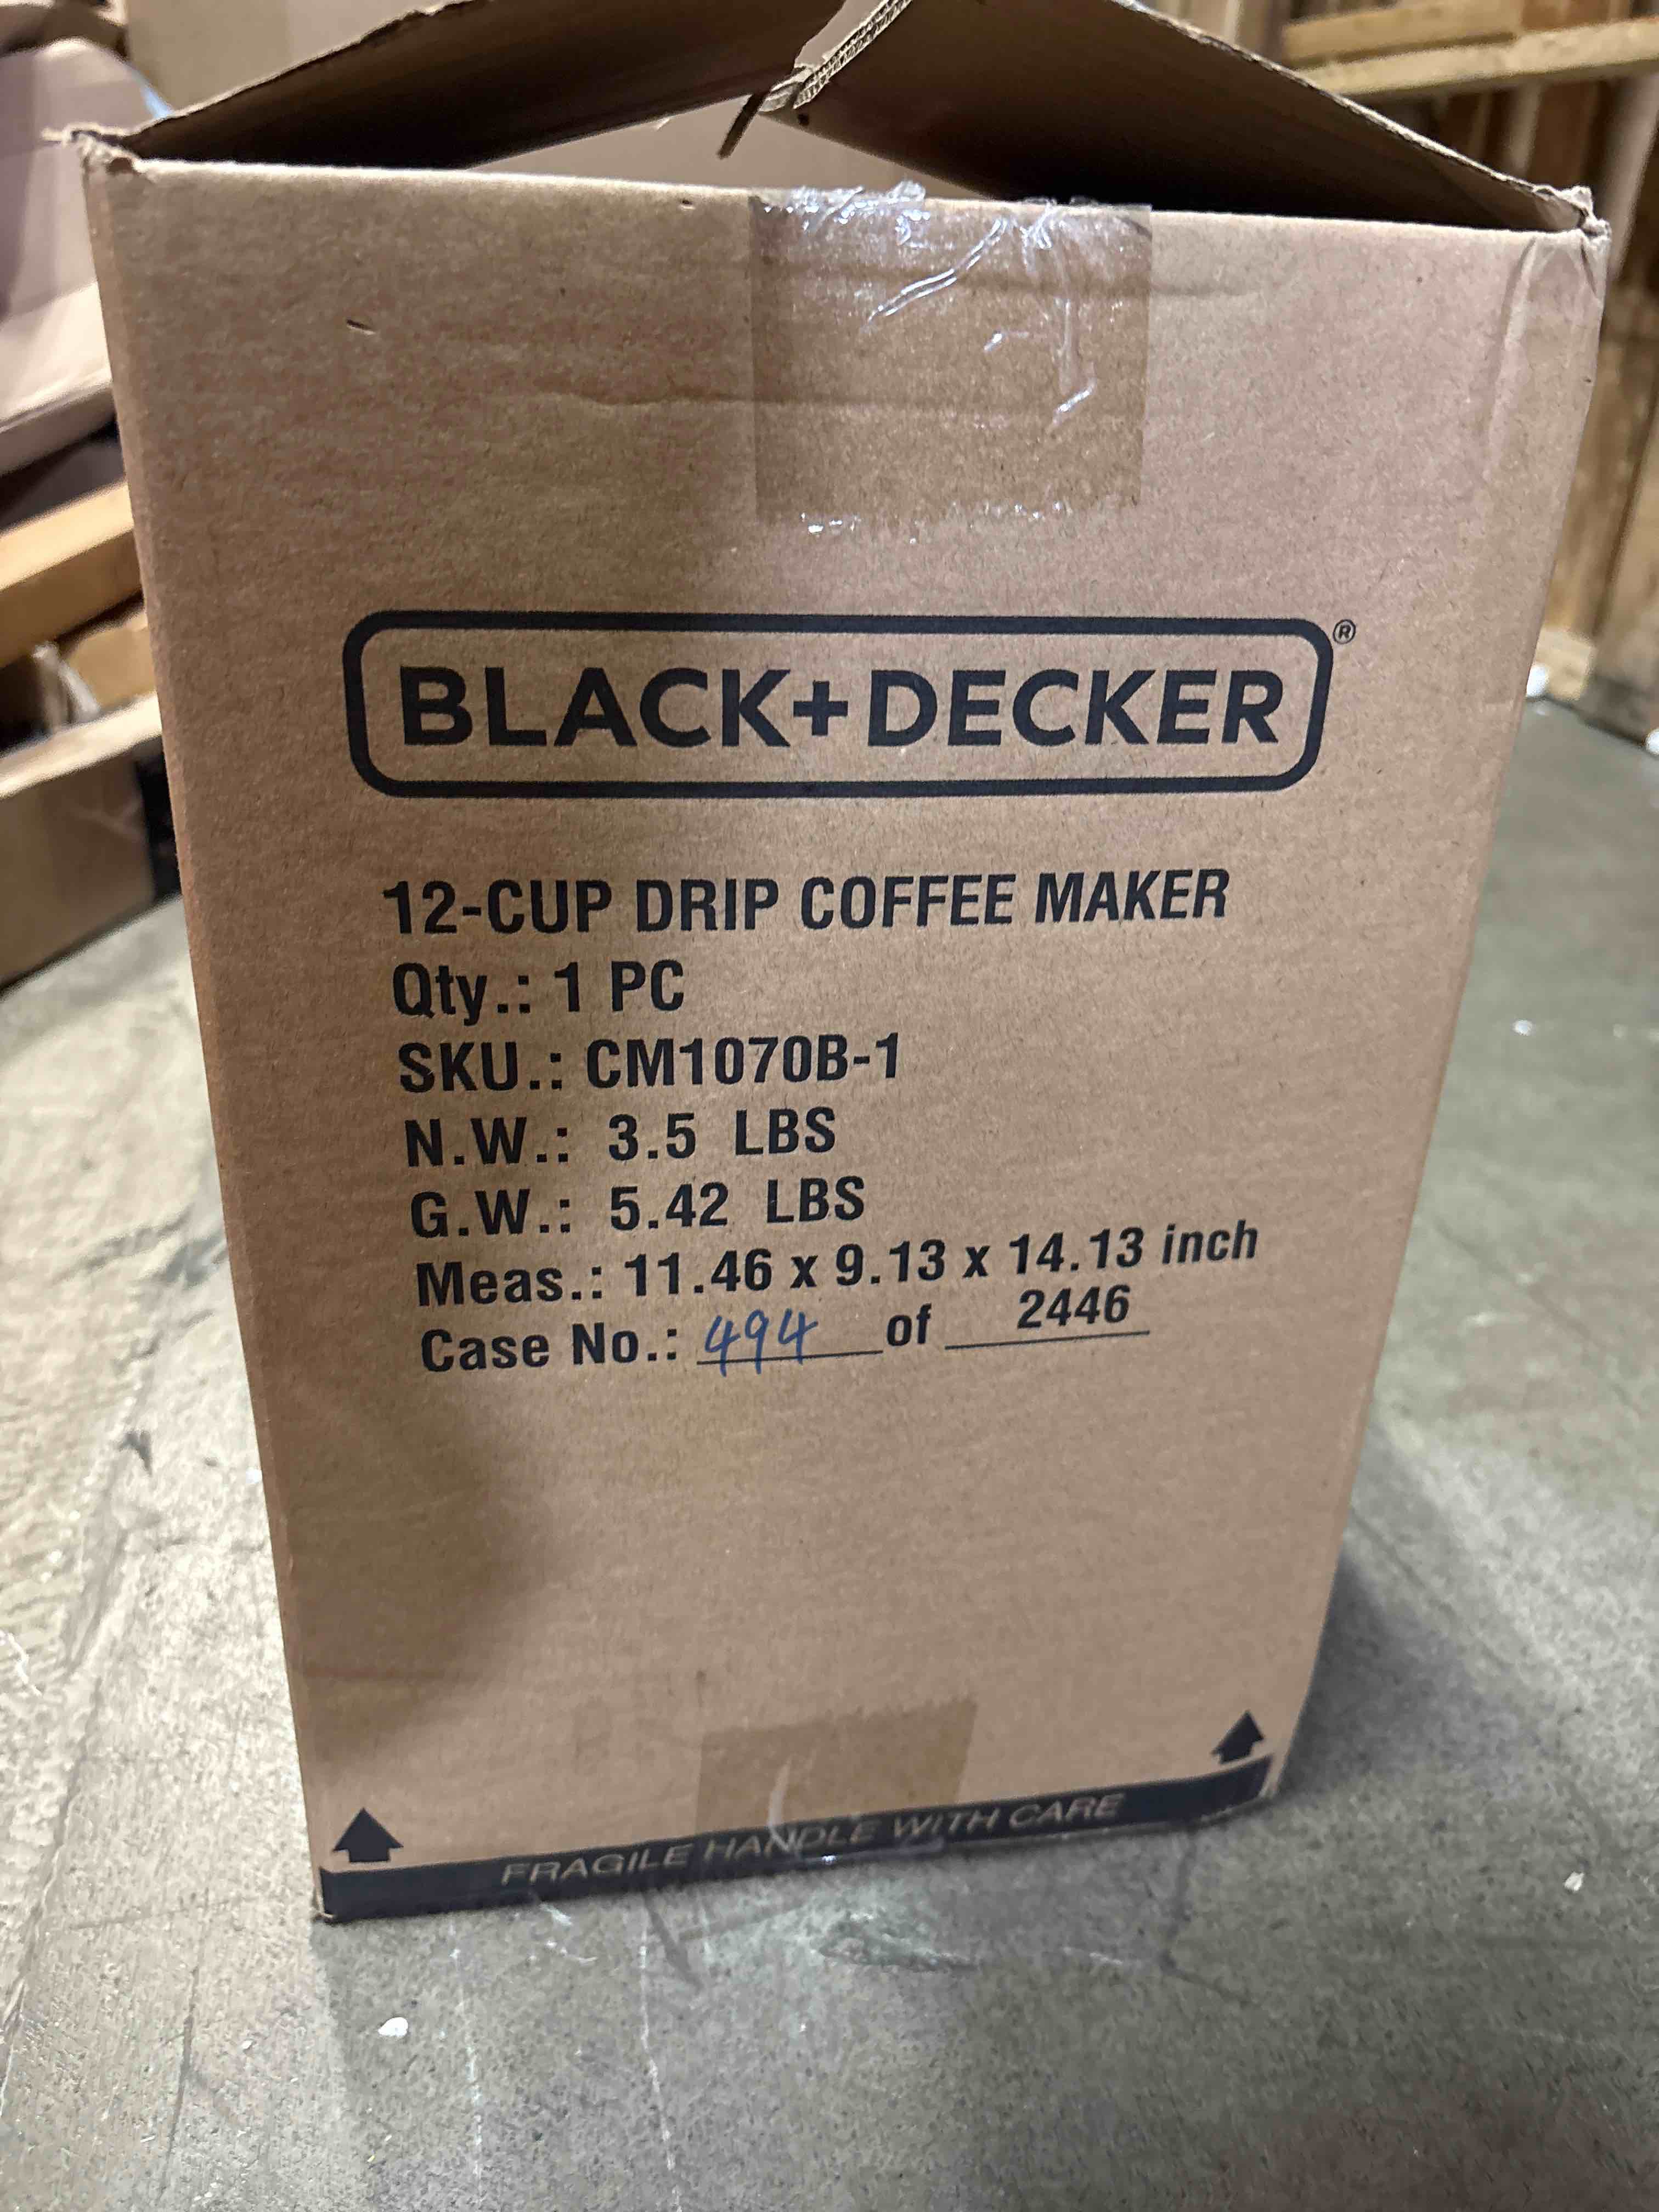 BLACK+DECKER®
12-CUP DRIP COFFEE MAKER
Qty.: 1 PC
SKU.: CM1070B-1
N.W.: 3.5 LBS
G.W.: 5.42 LBS
Meas.: 11.46 x 9.13 x 14.13 inch
Case No.: 494 of 2446
FRAGILE HANDLE WITH CARE